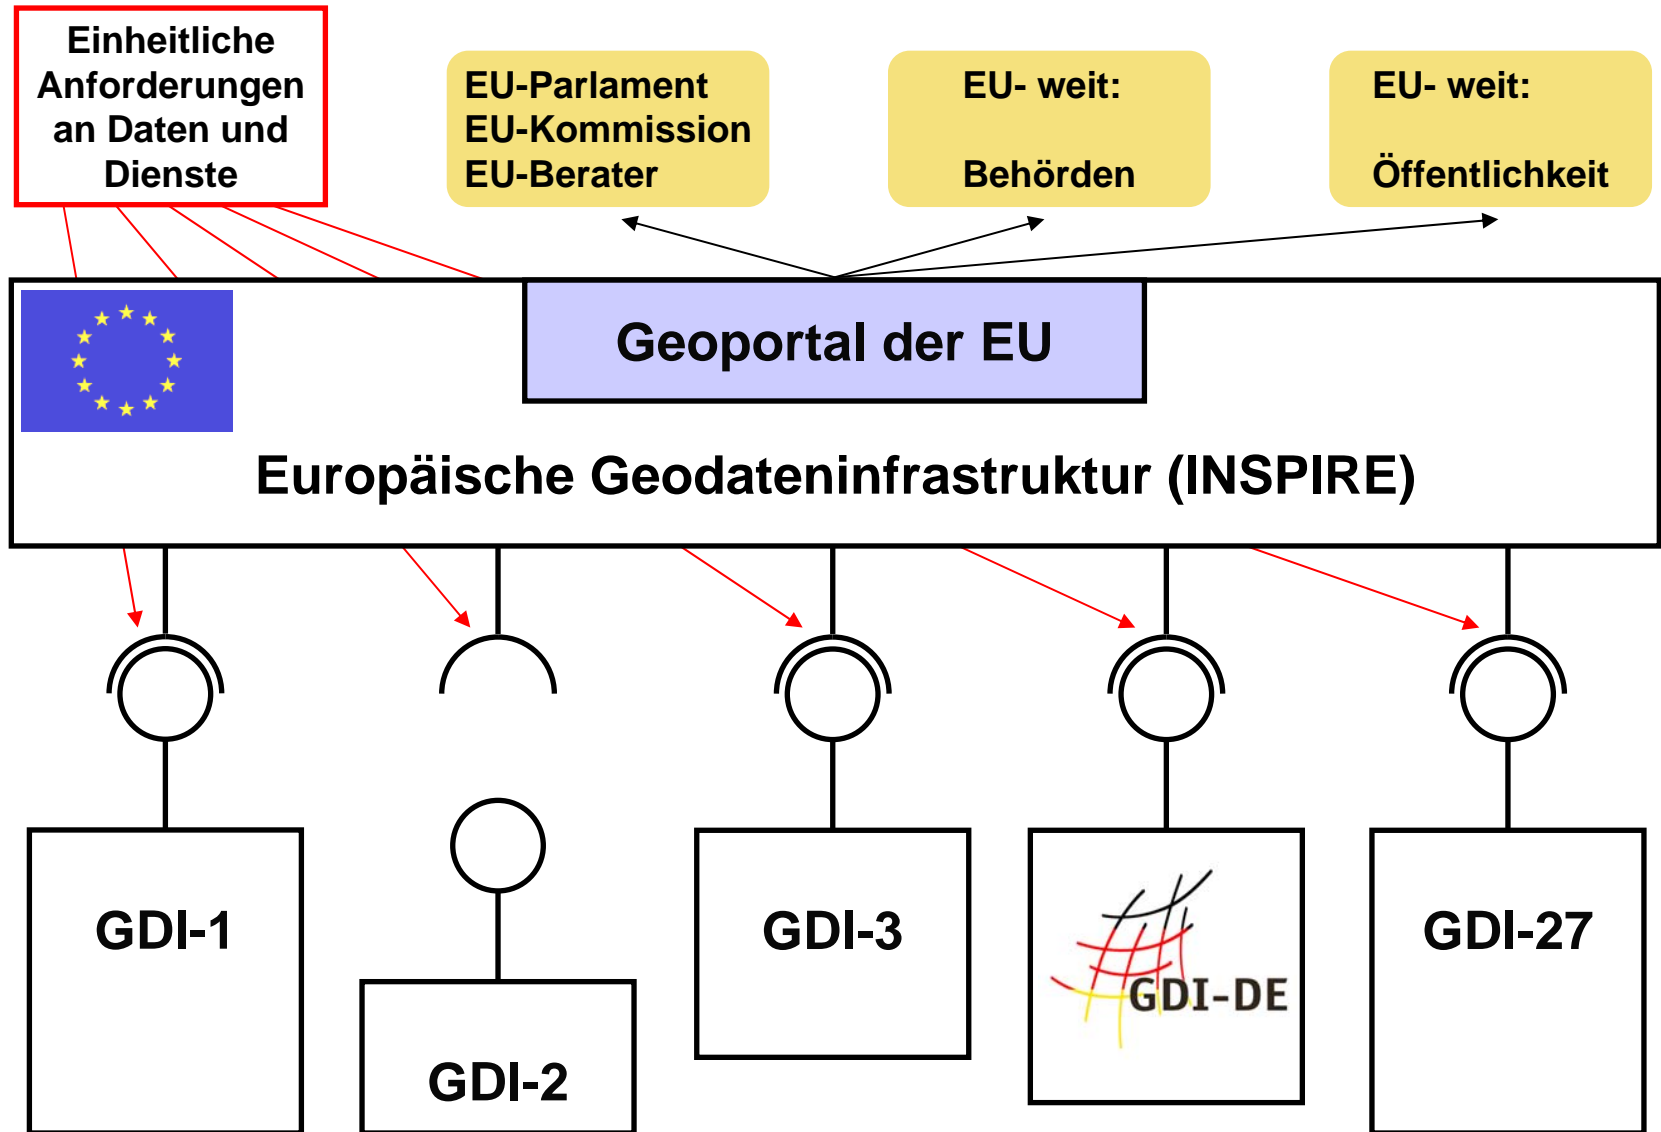 Einheitliche
Anforderungen
an Daten und
Dienste
EU-Parlament
EU-Kommission
EU-Berater
EU- weit:
Behörden
EU- weit:
Öffentlichkeit
Geoportal der EU
Europäische Geodateninfrastruktur (INSPIRE)
GDI-1
GDI-2
GDI-3
GDI-DE
GDI-27